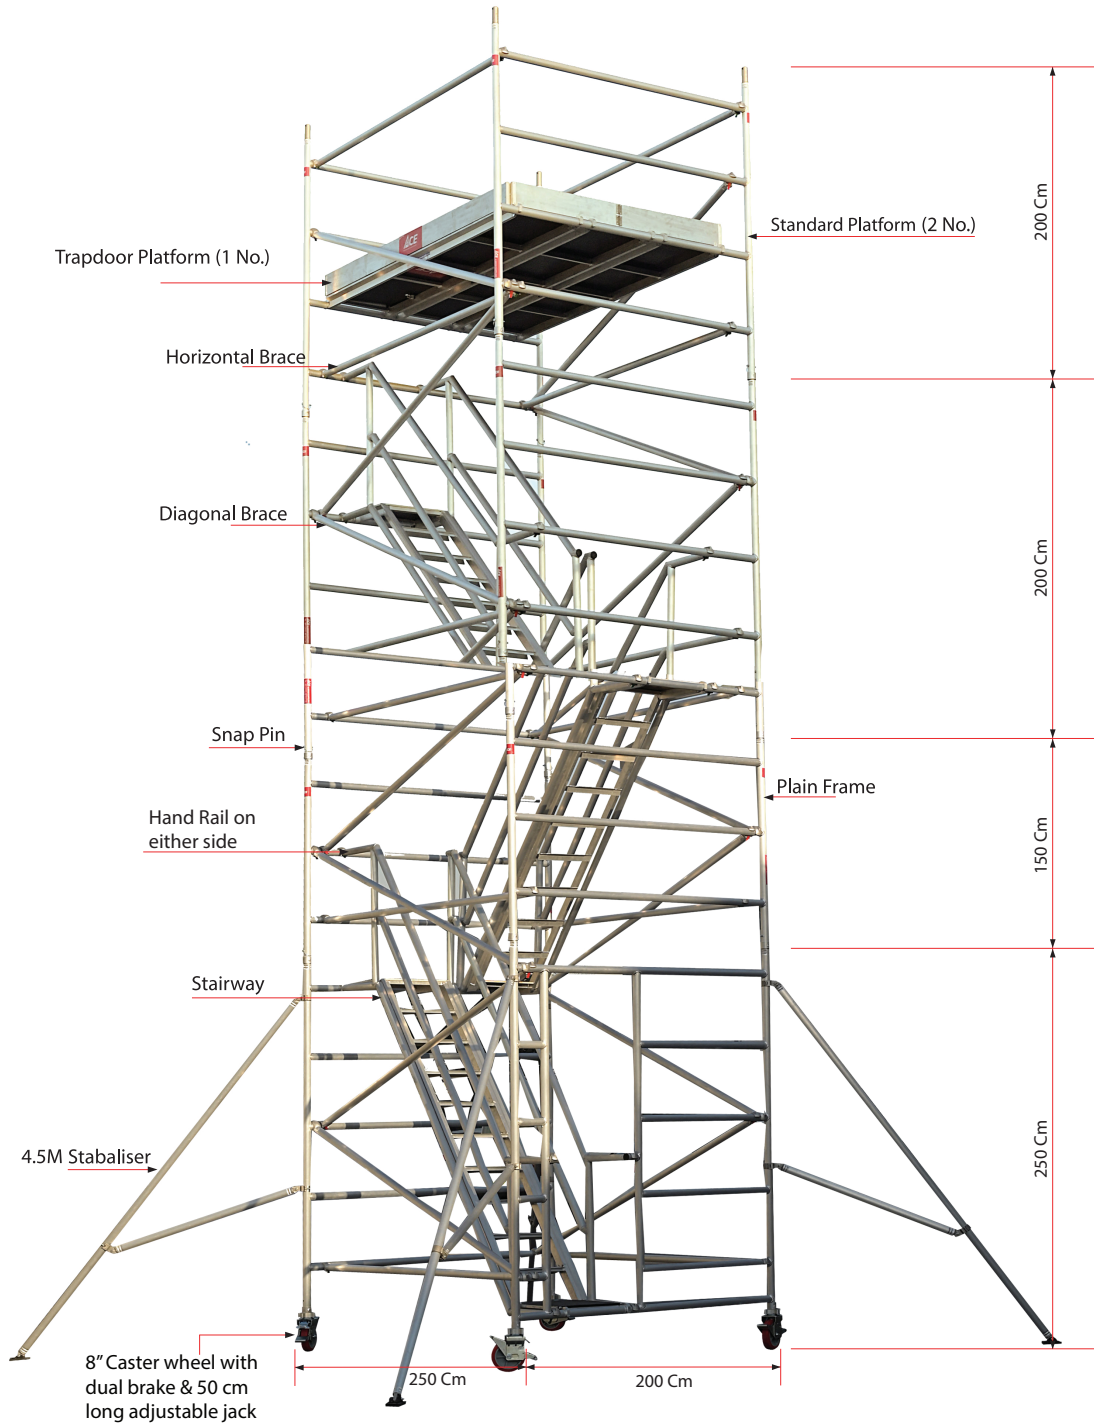 200 Cm
Standard Platform (2 No.)
Trapdoor Platform (1 No.)
ACE
Horizontal Brace
Diagonal Brace
200 Cm
Snap Pin
Plain Frame
Hand Rail on
either side
150 Cm
Stairway
4.5M Stabaliser
250 Cm
8” Caster wheel with
dual brake & 50 cm
long adjustable jack
250 Cm
200 Cm